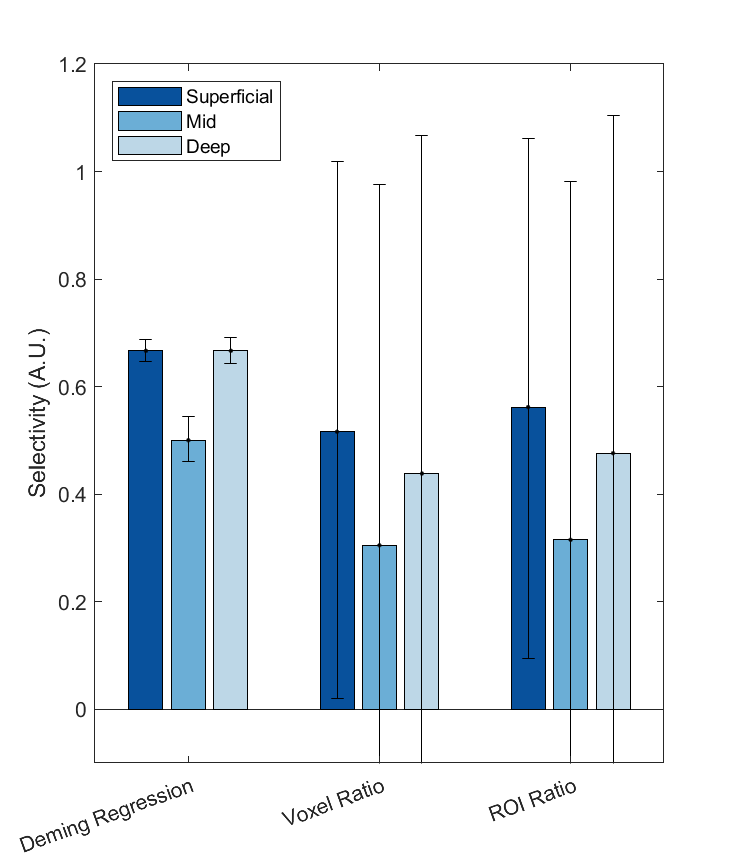 1.2
1
0.8
0.6
0.4
0.2
0
Selectivity (A.U.)
Superficial
Mid
Deep
Deming Regression
Voxel Ratio
ROI Ratio